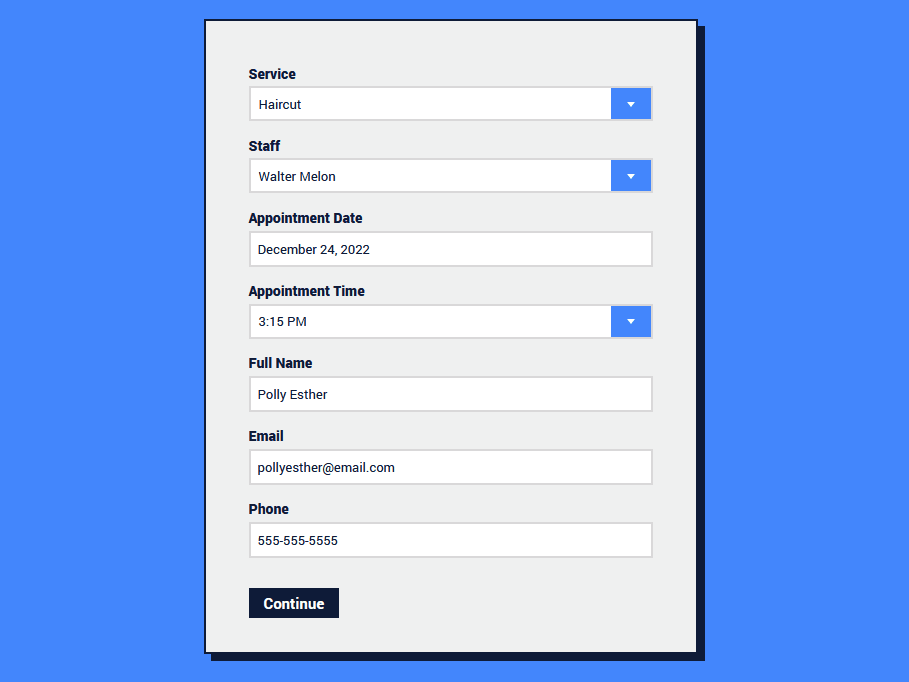 Service
Haircut
Staff
Walter Melon
Appointment Date
December 24, 2022
Appointment Time
3:15 PM
Full Name
Polly Esther
Email
pollyesther@email.com
Phone
555-555-5555
Continue